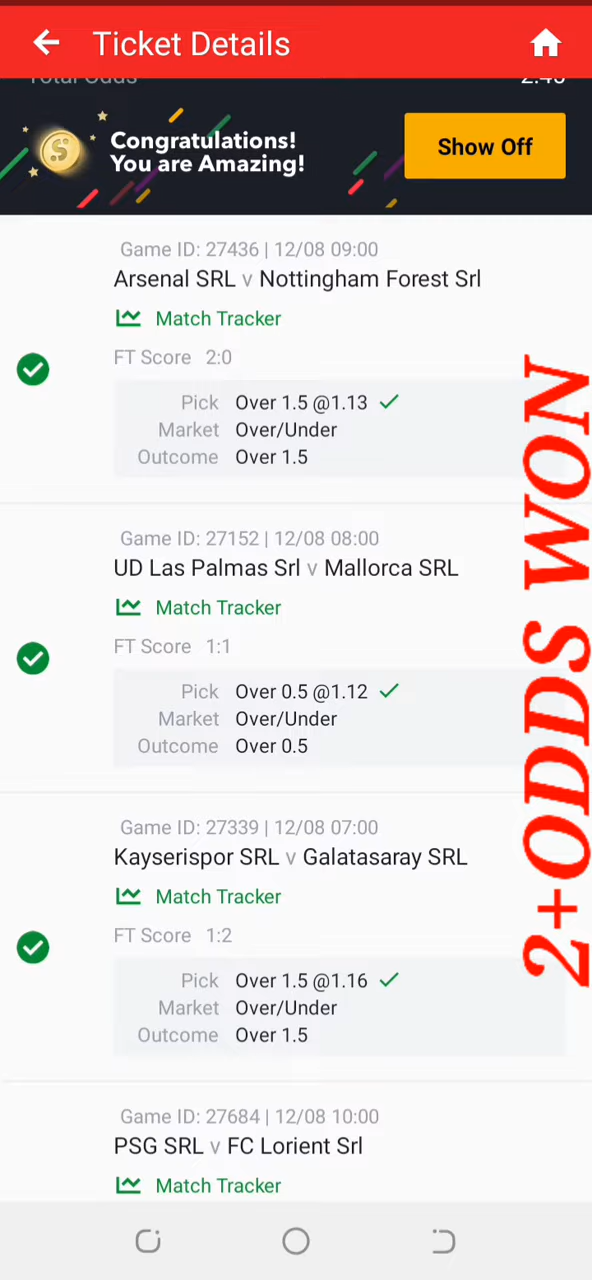 Ticket Details
Total Odds
Congratulations!
You are Amazing!
Show Off
Game ID: 27436 | 12/08 09:00
Arsenal SRL v Nottingham Forest Srl
Match Tracker
FT Score 2:0
Pick Over 1.5 @1.13
Market Over/Under
Outcome Over 1.5
Game ID: 27152 | 12/08 08:00
UD Las Palmas Srl v Mallorca SRL
Match Tracker
FT Score 1:1
Pick Over 0.5 @1.12
Market Over/Under
Outcome Over 0.5
Game ID: 27339 | 12/08 07:00
Kayserispor SRL v Galatasaray SRL
Match Tracker
FT Score 1:2
Pick Over 1.5 @1.16
Market Over/Under
Outcome Over 1.5
Game ID: 27684 | 12/08 10:00
PSG SRL v FC Lorient Srl
Match Tracker
2+ODDS WON